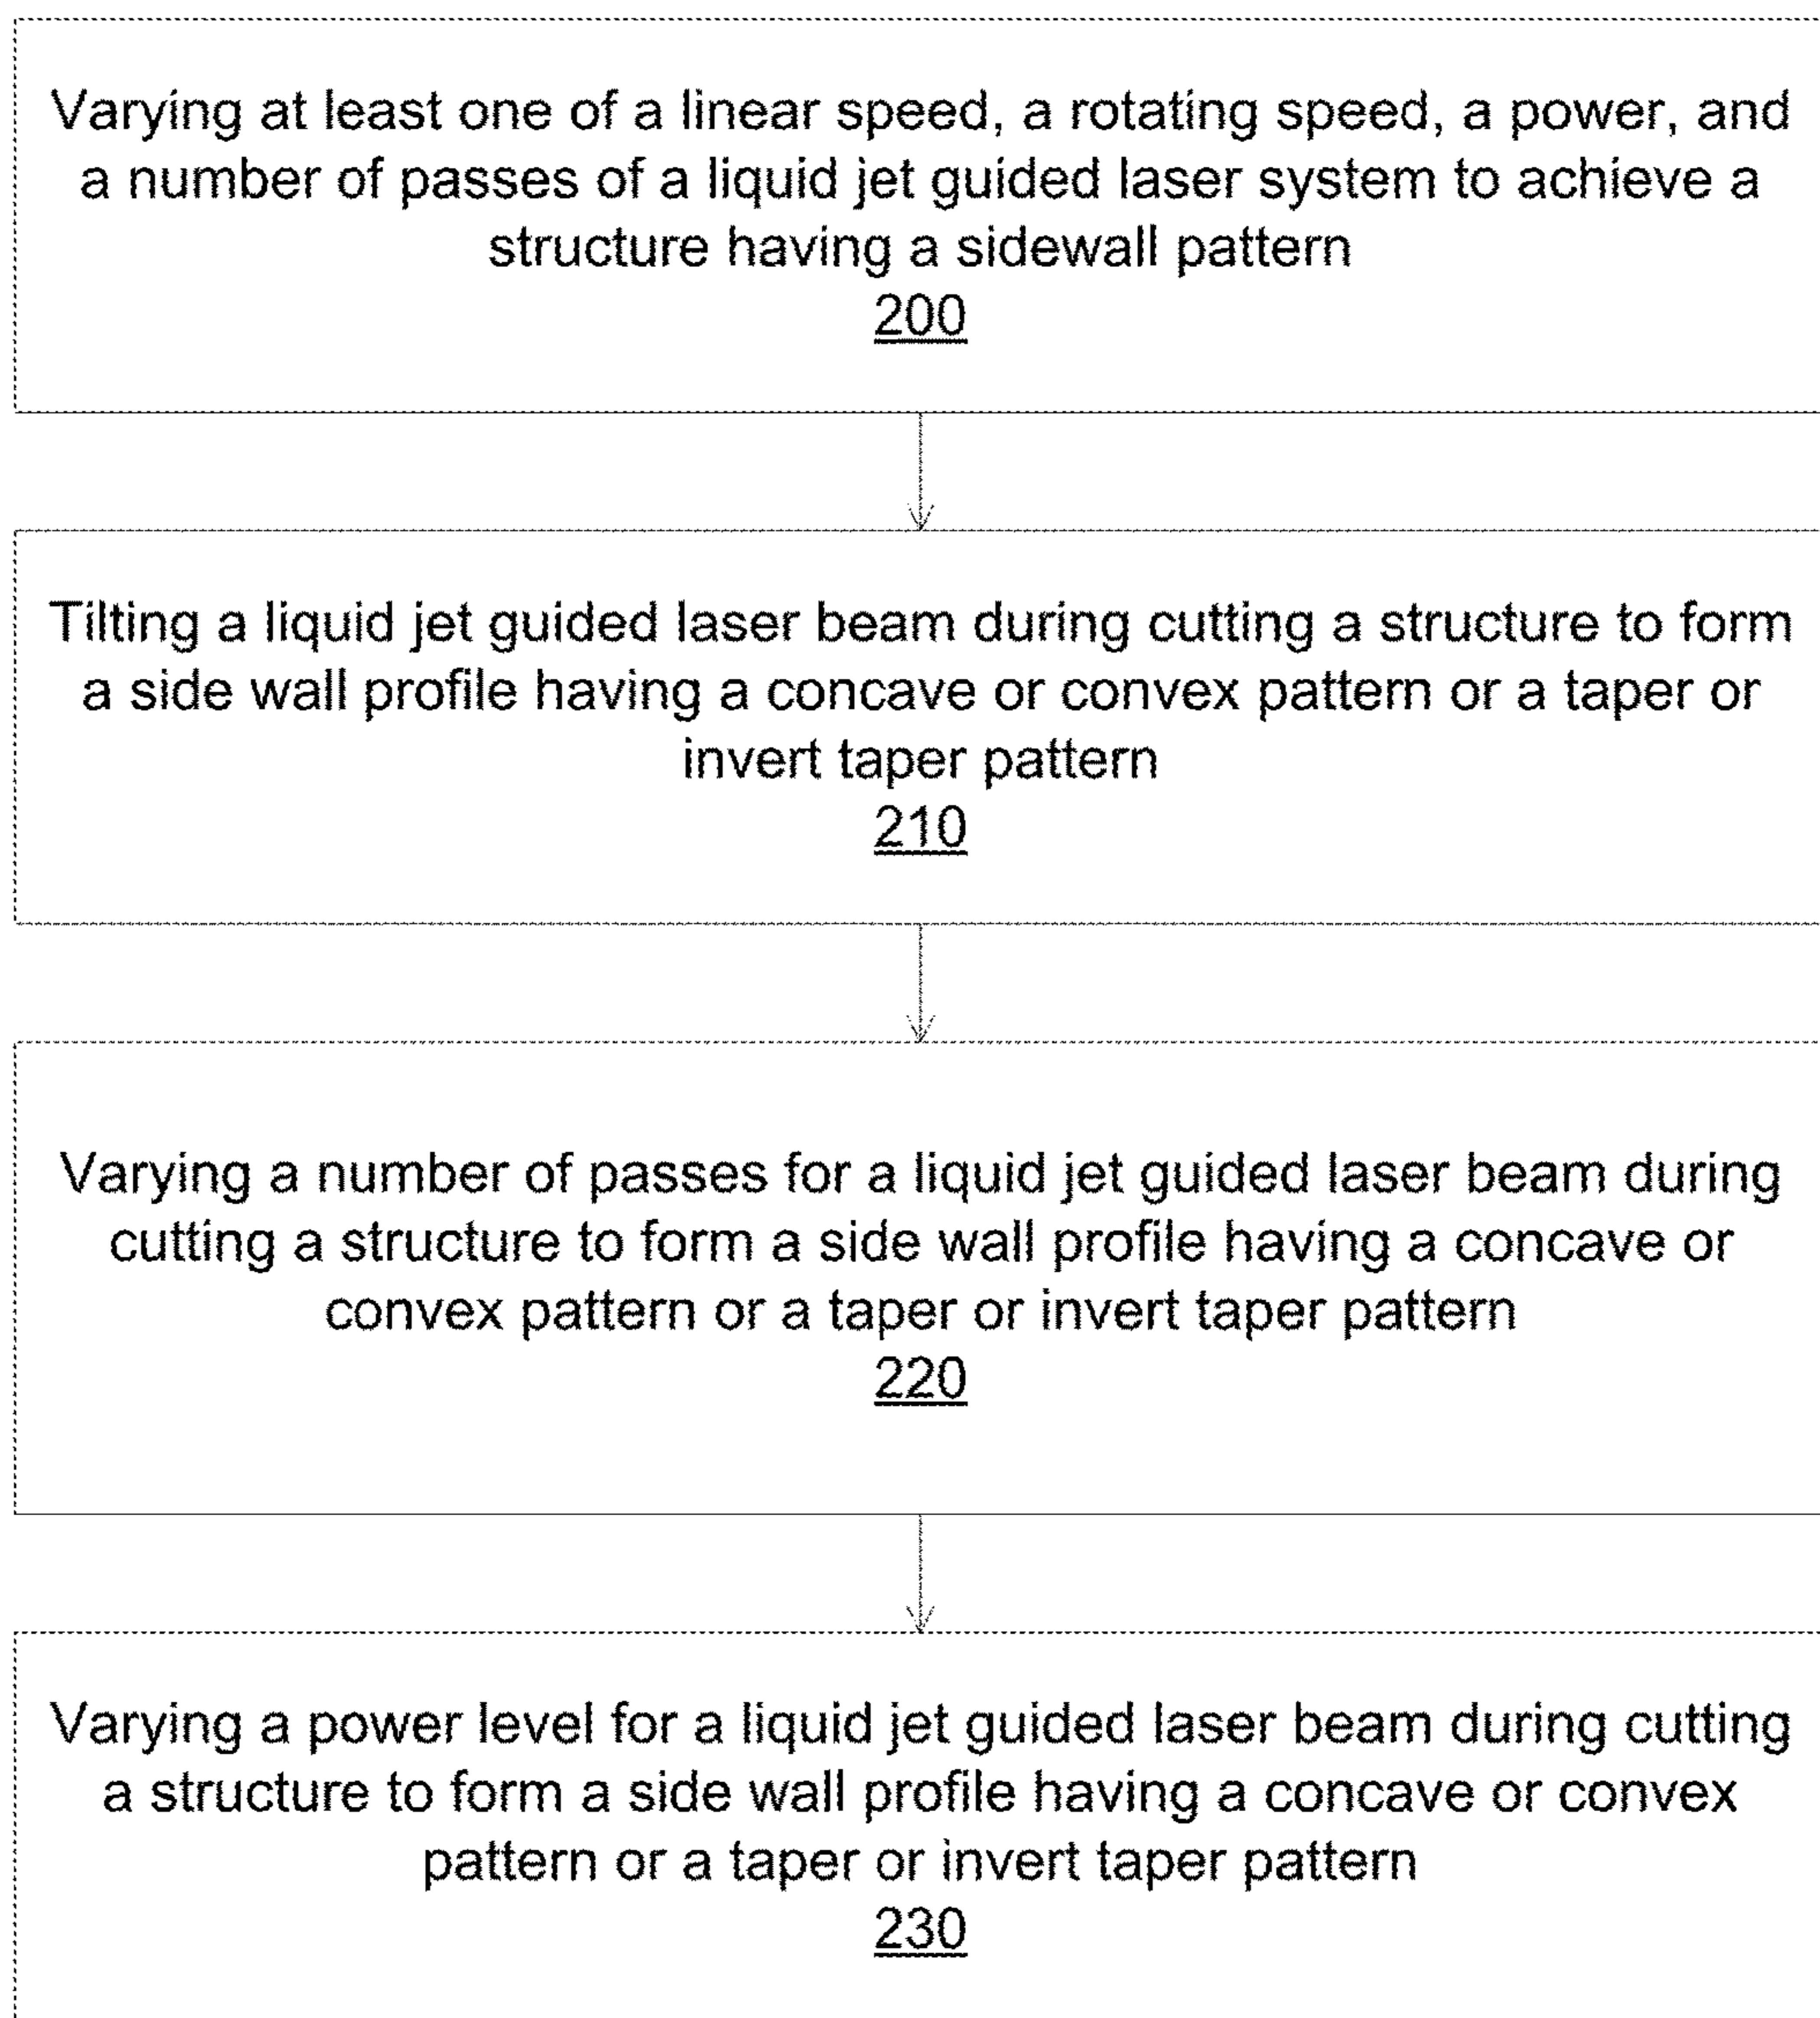 Varying at least one of a linear speed, a rotating speed, a power, and
a number of passes of a liquid jet guided laser system to achieve a
structure having a sidewall pattern
200
Tilting a liquid jet guided laser beam during cutting a structure to form
a side wall profile having a concave or convex pattern or a taper or
invert taper pattern
210
Varying a number of passes for a liquid jet guided laser beam during
cutting a structure to form a side wall profile having a concave or
convex pattern or a taper or invert taper pattern
220
Varying a power level for a liquid jet guided laser beam during cutting
a structure to form a side wall profile having a concave or convex
pattern or a taper or invert taper pattern
230